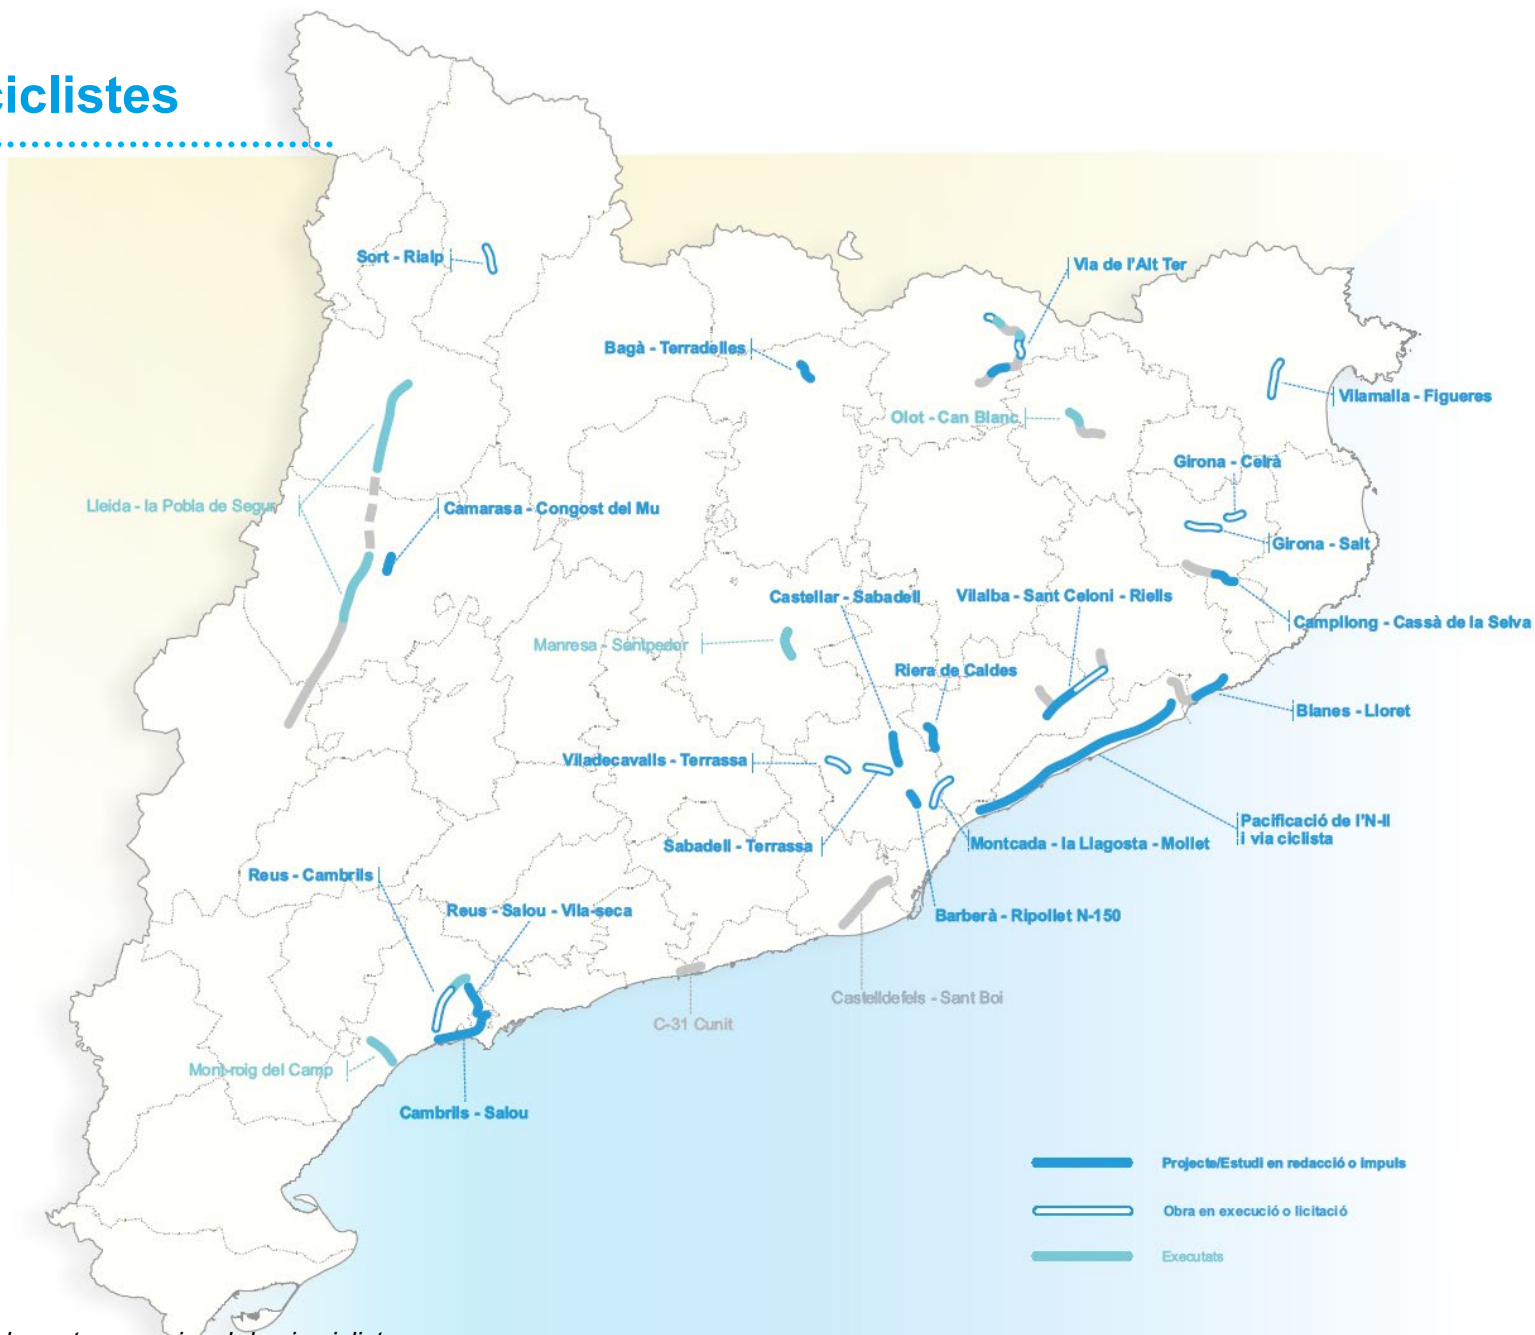 ciclistes
Sort - Rialp
Via de l'Alt Ter
Bagà - Terradelles
Vilamalla - Figueres
Olot - Can Blanc
Girona - Celrà
Lleida - la Pobla de Segur
Camarasa - Congost del Mu
Girona - Salt
Castellar - Sabadell
Vilalba - Sant Celoni - Riells
Campllong - Cassà de la Selva
Manresa - Santpedor
Riera de Caldes
Blanes - Lloret
Viladecavalls - Terrassa
Pacificació de l'N-II
i via ciclista
Sabadell - Terrassa
Montcada - la Llagosta - Mollet
Reus - Cambrils
Reus - Salou - Vila-seca
Barberà - Ripollet N-150
Castelldefels - Sant Boi
C-31 Cunit
Mont-roig del Camp
Cambrils - Salou
Projecte/Estudi en redacció o impuls
Obra en execució o licitació
Executats